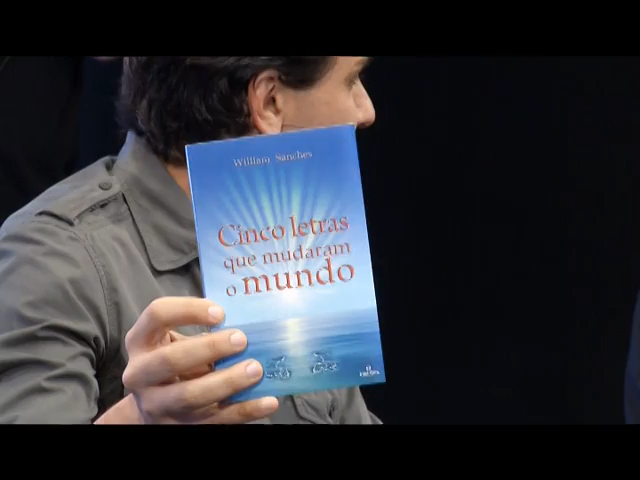 William Sanches
Cinco letras
que mudaram
o mundo